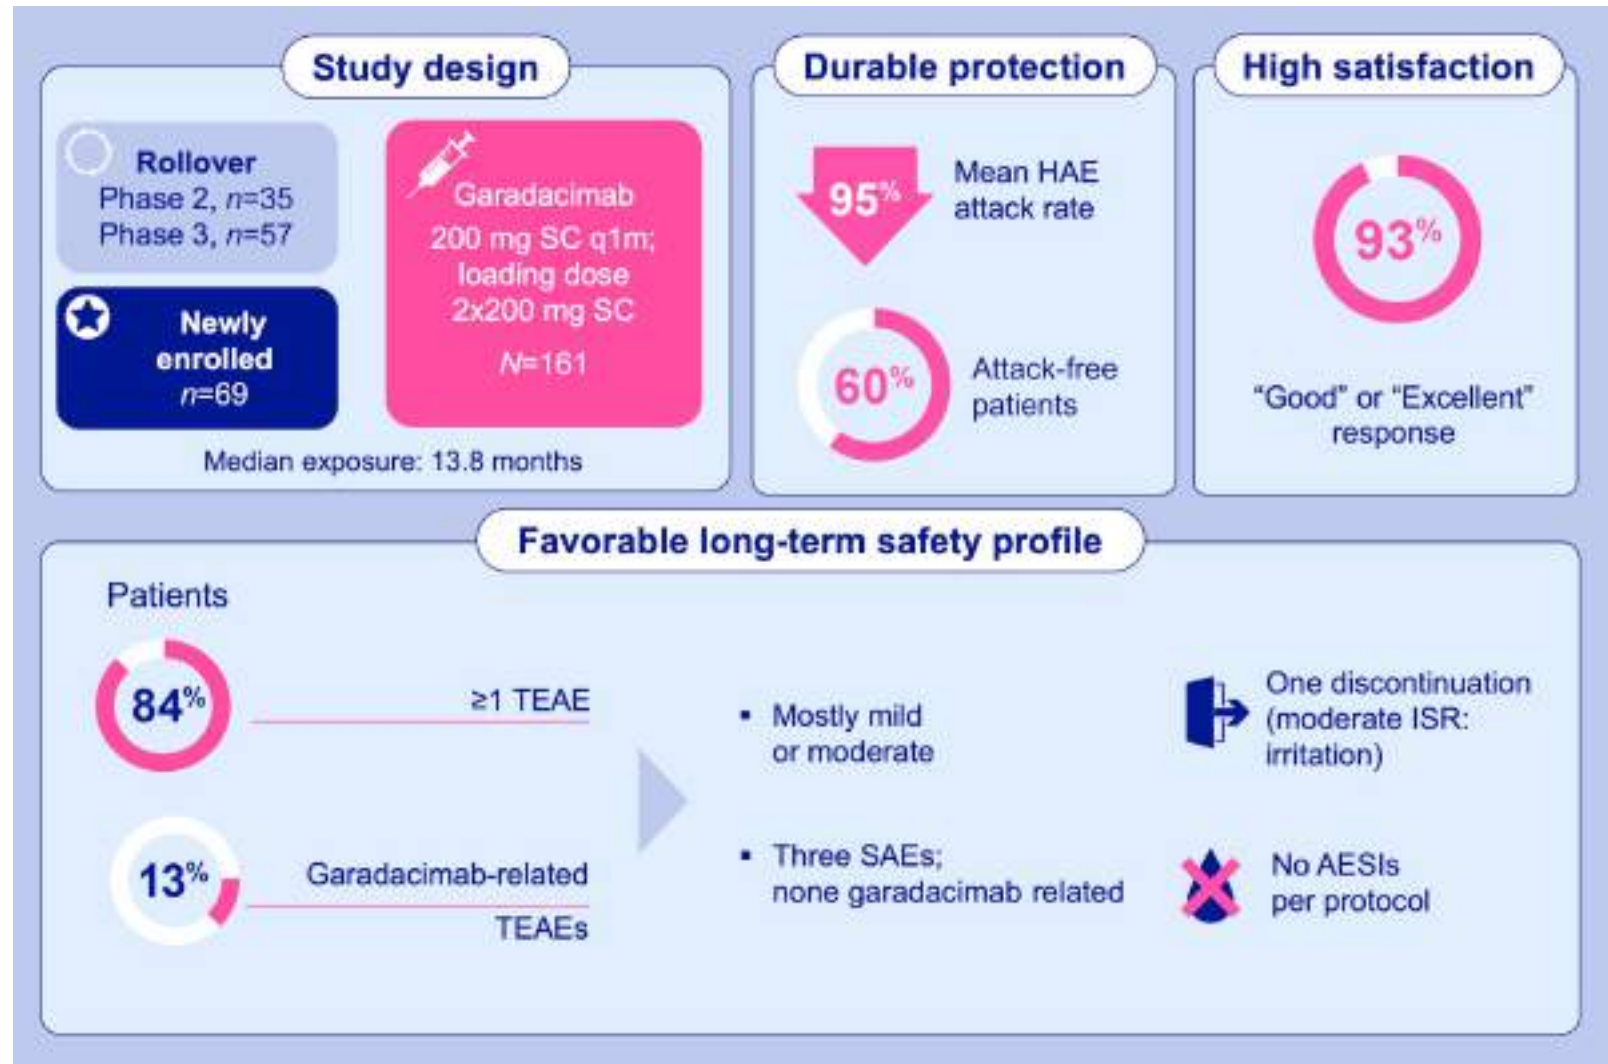 Study design
Rollover
Phase 2, n=35
Phase 3, n=57
Newly
enrolled
n=69
Garadacimab
200 mg SC q1m;
loading dose
2x200 mg SC
N=161
Median exposure: 13.8 months
Durable protection
95%
Mean HAE
attack rate
60%
Attack-free
patients
High satisfaction
93%
“Good” or “Excellent”
response
Favorable long-term safety profile
Patients
84%
≥1 TEAE
13%
Garadacimab-related
TEAEs
▪ Mostly mild
or moderate
▪ Three SAEs;
none garadacimab related
One discontinuation
(moderate ISR:
irritation)
No AESIs
per protocol